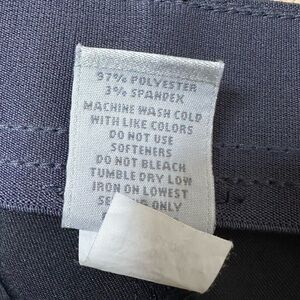 97% POLYESTER
3% SPANDEX
MACHINE WASH COLD
WITH LIKE COLORS
DO NOT USE
SOFTENERS
DO NOT BLEACH
TUMBLE DRY LOW
IRON ON LOWEST
SETTING ONLY